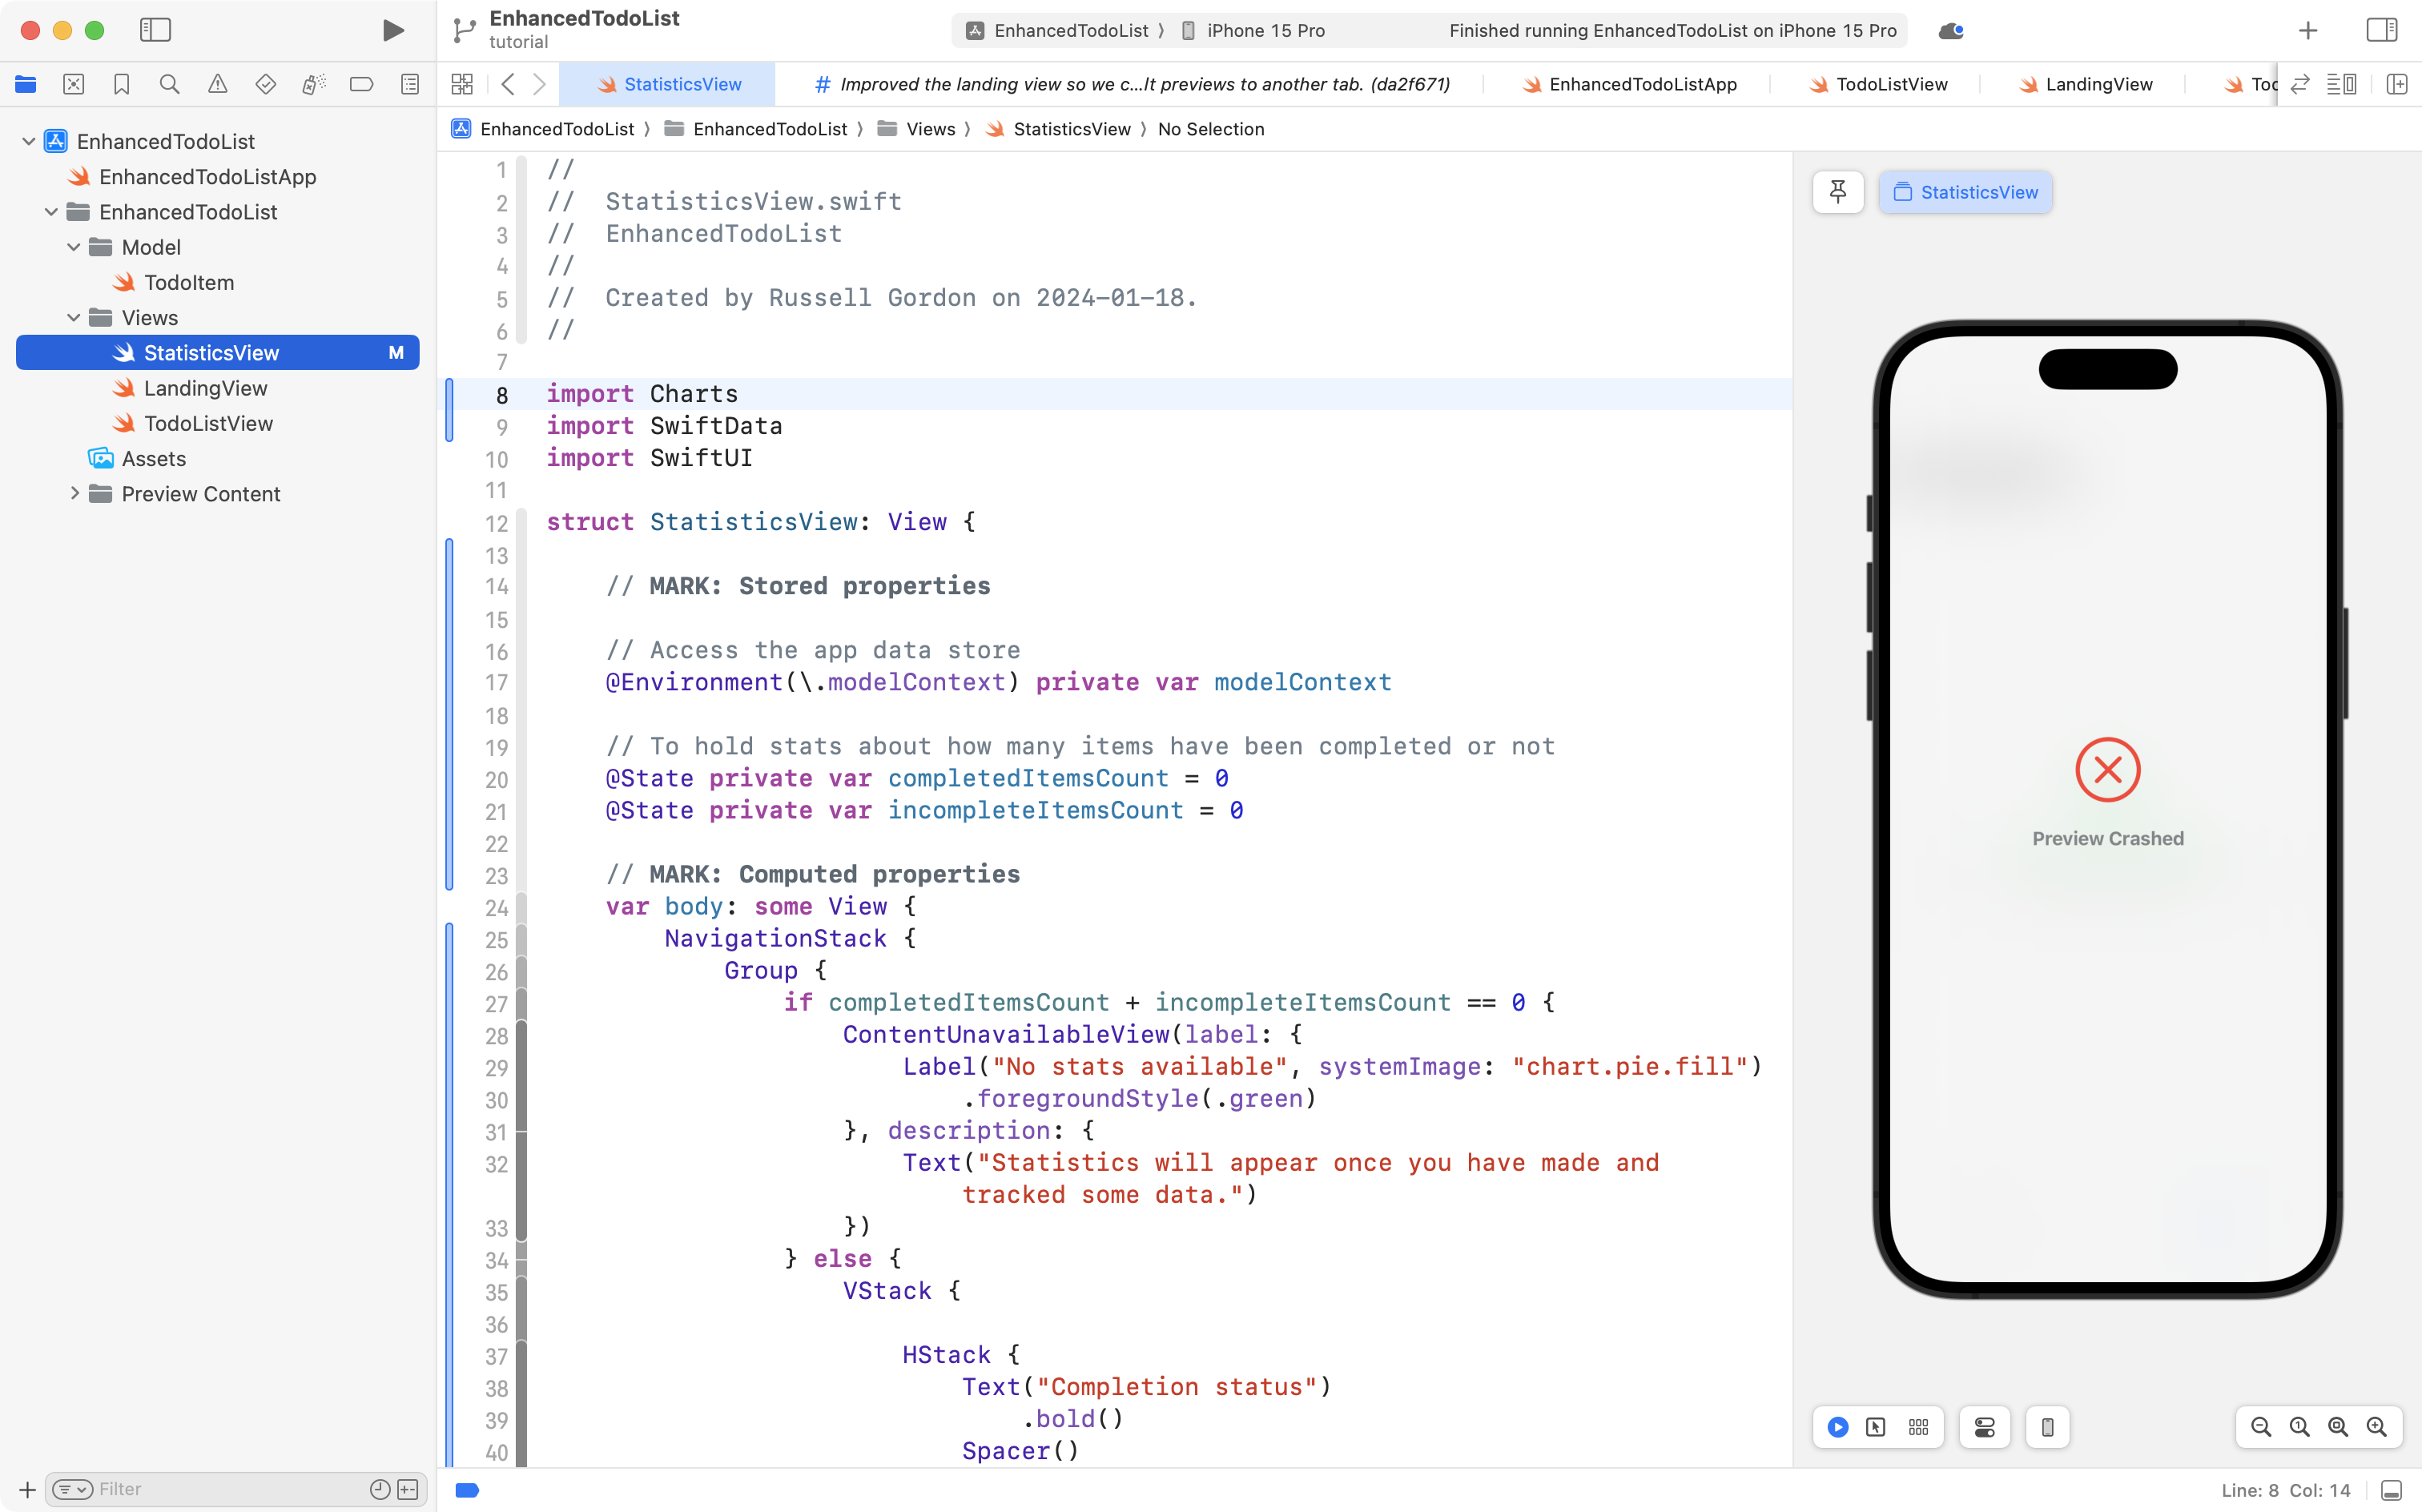 EnhancedTodoList
tutorial
EnhancedTodoList 〉 iPhone 15 Pro
Finished running EnhancedTodoList on iPhone 15 Pro
StatisticsView
# Improved the landing view so we c...lt previews to another tab. (da2f671)
EnhancedTodoListApp
TodoListView
LandingView
Toc
EnhancedTodoList 〉 EnhancedTodoList 〉 Views 〉 StatisticsView 〉 No Selection
EnhancedTodoList
EnhancedTodoListApp
EnhancedTodoList
Model
TodoItem
Views
StatisticsView M
LandingView
TodoListView
Assets
Preview Content
Filter
1 //
2 //  StatisticsView.swift
3 //  EnhancedTodoList
4 //
5 //  Created by Russell Gordon on 2024-01-18.
6 //
7
8 import Charts
9 import SwiftData
10 import SwiftUI
11
12 struct StatisticsView: View {
13
14     // MARK: Stored properties
15
16     // Access the app data store
17     @Environment(\.modelContext) private var modelContext
18
19     // To hold stats about how many items have been completed or not
20     @State private var completedItemsCount = 0
21     @State private var incompleteItemsCount = 0
22
23     // MARK: Computed properties
24     var body: some View {
25         NavigationStack {
26             Group {
27                 if completedItemsCount + incompleteItemsCount == 0 {
28                     ContentUnavailableView(label: {
29                         Label("No stats available", systemImage: "chart.pie.fill")
30                             .foregroundStyle(.green)
31                     }, description: {
32                         Text("Statistics will appear once you have made and
tracked some data.")
33                     })
34                 } else {
35                     VStack {
36
37                         HStack {
38                             Text("Completion status")
39                                 .bold()
40                             Spacer()
StatisticsView
Preview Crashed
Line: 8 Col: 14